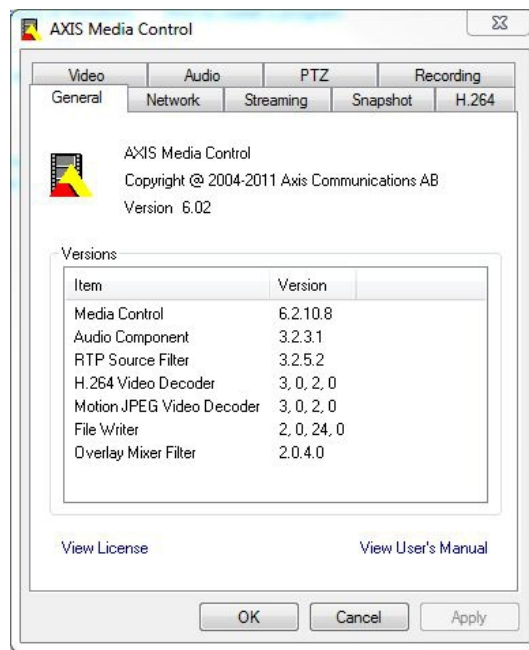 AXIS Media Control
Video Audio PTZ Recording
General Network Streaming Snapshot H.264
AXIS Media Control
Copyright @ 2004-2011 Axis Communications AB
Version 6.02
Versions
Item Version
Media Control 6.2.10.8
Audio Component 3.2.3.1
RTP Source Filter 3.2.5.2
H.264 Video Decoder 3, 0, 2, 0
Motion JPEG Video Decoder 3, 0, 2, 0
File Writer 2, 0, 24, 0
Overlay Mixer Filter 2.0.4.0
View License View User's Manual
OK Cancel Apply